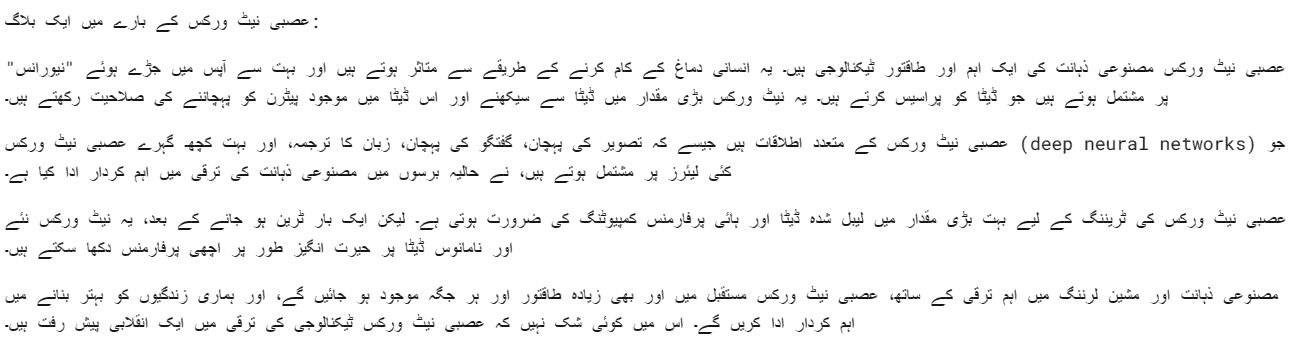 عصبی نیٹ ورکس کے بارے میں ایک بلاگ:
عصبی نیٹ ورکس مصنوعی ذہانت کی ایک اہم اور طاقتور ٹیکنالوجی ہیں۔ یہ انسانی دماغ کے کام کرنے کے طریقے سے متاثر ہوتے ہیں اور بہت سے آپس میں جڑے ہوئے "نیورانس"
پر مشتمل ہوتے ہیں جو ڈیٹا کو پراسیس کرتے ہیں۔ یہ نیٹ ورکس بڑی مقدار میں ڈیٹا سے سیکھنے اور اس ڈیٹا میں موجود پیٹرن کو پہچاننے کی صلاحیت رکھتے ہیں۔
عصبی نیٹ ورکس کے متعدد اطلاقات ہیں جیسے کہ تصویر کی پہچان، گفتگو کی پہچان، زبان کا ترجمہ، اور بہت کچھ۔ گہرے عصبی نیٹ ورکس (deep neural networks) جو
کئی لیئرز پر مشتمل ہوتے ہیں، نے حالیہ برسوں میں مصنوعی ذہانت کی ترقی میں اہم کردار ادا کیا ہے۔
عصبی نیٹ ورکس کی ٹریننگ کے لیے بہت بڑی مقدار میں لیبل شدہ ڈیٹا اور ہائی پرفارمنس کمپیوٹنگ کی ضرورت ہوتی ہے۔ لیکن ایک بار ٹرین ہو جانے کے بعد، یہ نیٹ ورکس نئے
اور نامانوس ڈیٹا پر حیرت انگیز طور پر اچھی پرفارمنس دکھا سکتے ہیں۔
مصنوعی ذہانت اور مشین لرننگ میں اہم ترقی کے ساتھ، عصبی نیٹ ورکس مستقبل میں اور بھی زیادہ طاقتور اور ہر جگہ موجود ہو جائیں گے، اور ہماری زندگیوں کو بہتر بنانے میں
اہم کردار ادا کریں گے۔ اس میں کوئی شک نہیں کہ عصبی نیٹ ورکس ٹیکنالوجی کی ترقی میں ایک انقلابی پیش رفت ہیں۔